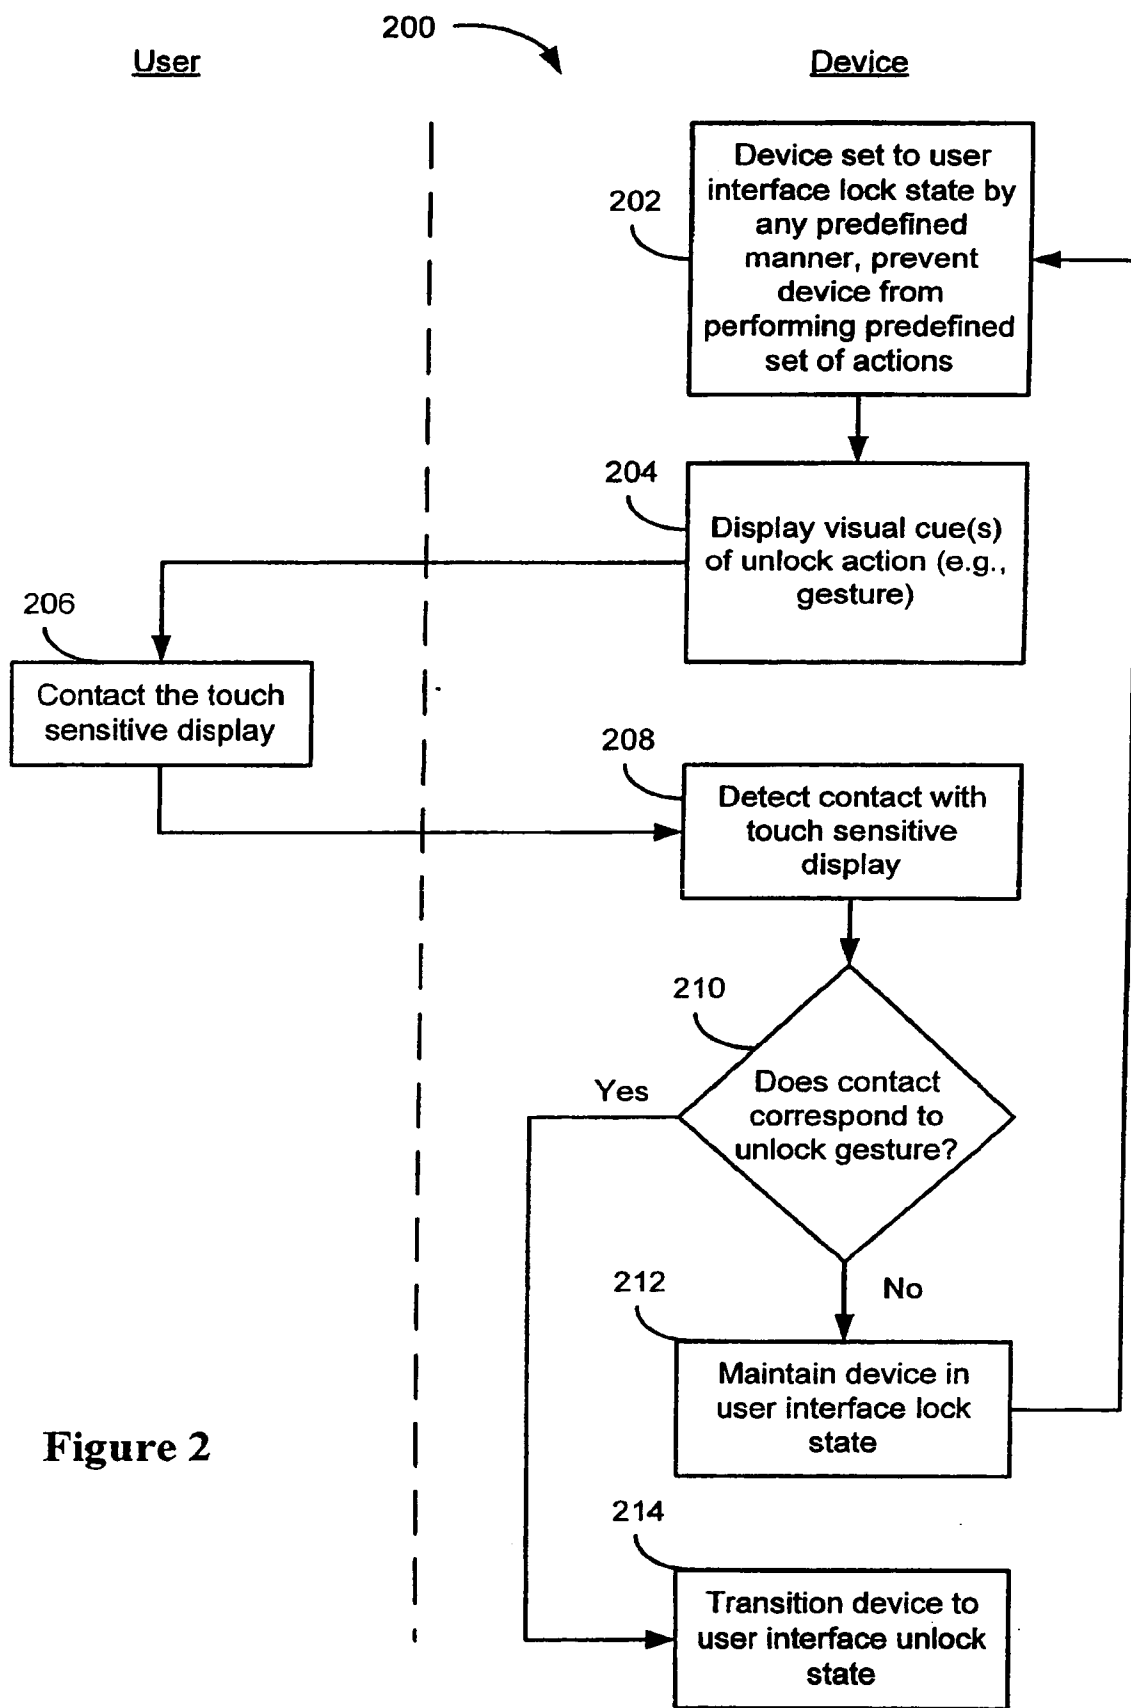 200
User
Device
202
Device set to user
interface lock state by
any predefined
manner, prevent
device from
performing predefined
set of actions
204
Display visual cue(s)
of unlock action (e.g.,
gesture)
206
Contact the touch
sensitive display
208
Detect contact with
touch sensitive
display
210
Does contact
correspond to
unlock gesture?
Yes
No
212
Maintain device in
user interface lock
state
Figure 2
214
Transition device to
user interface unlock
state